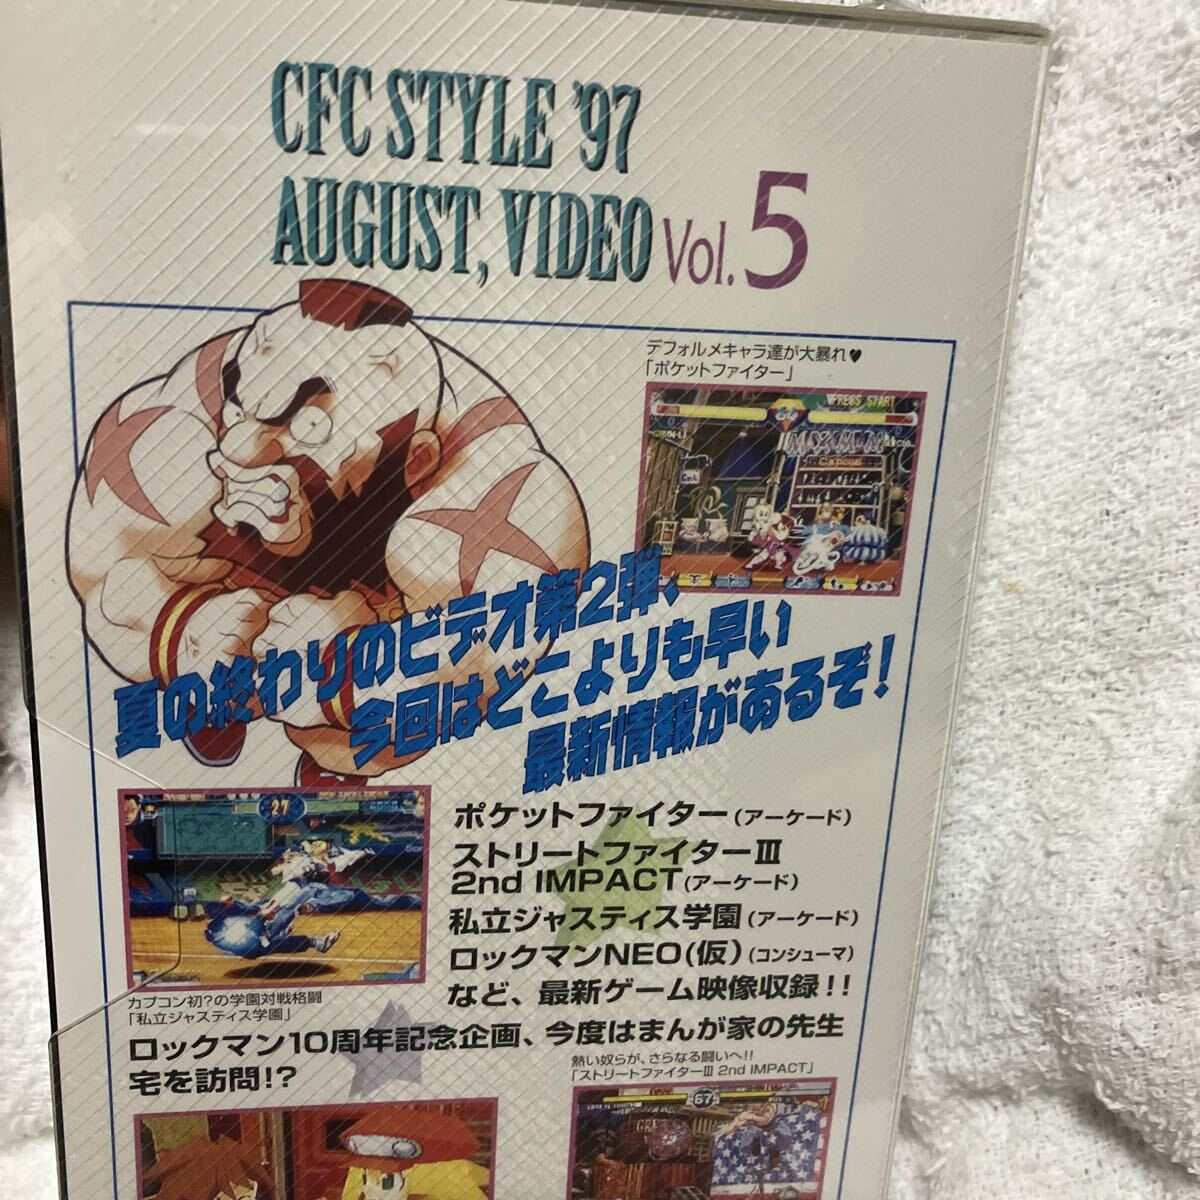 CFC STYLE '97
AUGUST, VIDEO Vol. 5
デフォルメキャラ達が大暴れ♥
「ポケットファイター」
PRESS START
CHUN-LI
Capcom
夏の終わりのビデオ第2弾、
今回はどこよりも早い
最新情報があるぞ!
27
カプコン初?の学園対戦格闘
「私立ジャスティス学園」
ポケットファイター(アーケード)
ストリートファイターⅢ
2nd IMPACT(アーケード)
私立ジャスティス学園(アーケード)
ロックマンNEO(仮)(コンシューマ)
など、最新ゲーム映像収録!!
ロックマン10周年記念企画、今度はまんが家の先生
宅を訪問!?
熱い奴らが、さらなる闘いへ!!
「ストリートファイターⅢ 2nd IMPACT」
67